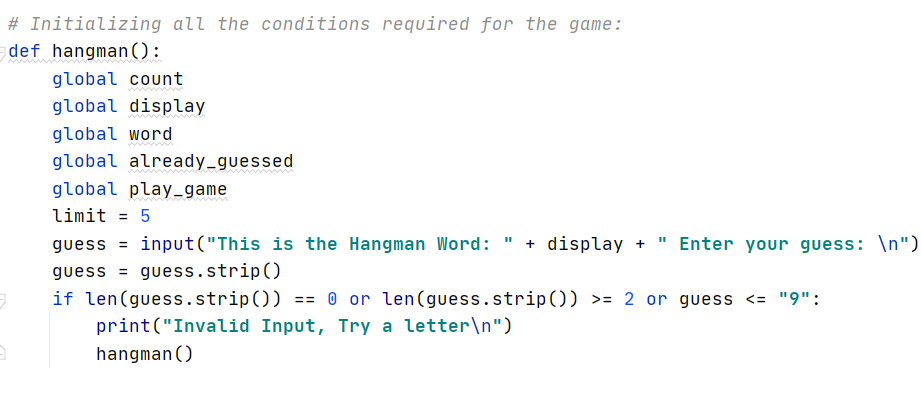 # Initializing all the conditions required for the game:
def hangman():
    global count
    global display
    global word
    global already_guessed
    global play_game
    limit = 5
    guess = input("This is the Hangman Word: " + display + " Enter your guess: \n")
    guess = guess.strip()
    if len(guess.strip()) == 0 or len(guess.strip()) >= 2 or guess <= "9":
        print("Invalid Input, Try a letter\n")
        hangman()